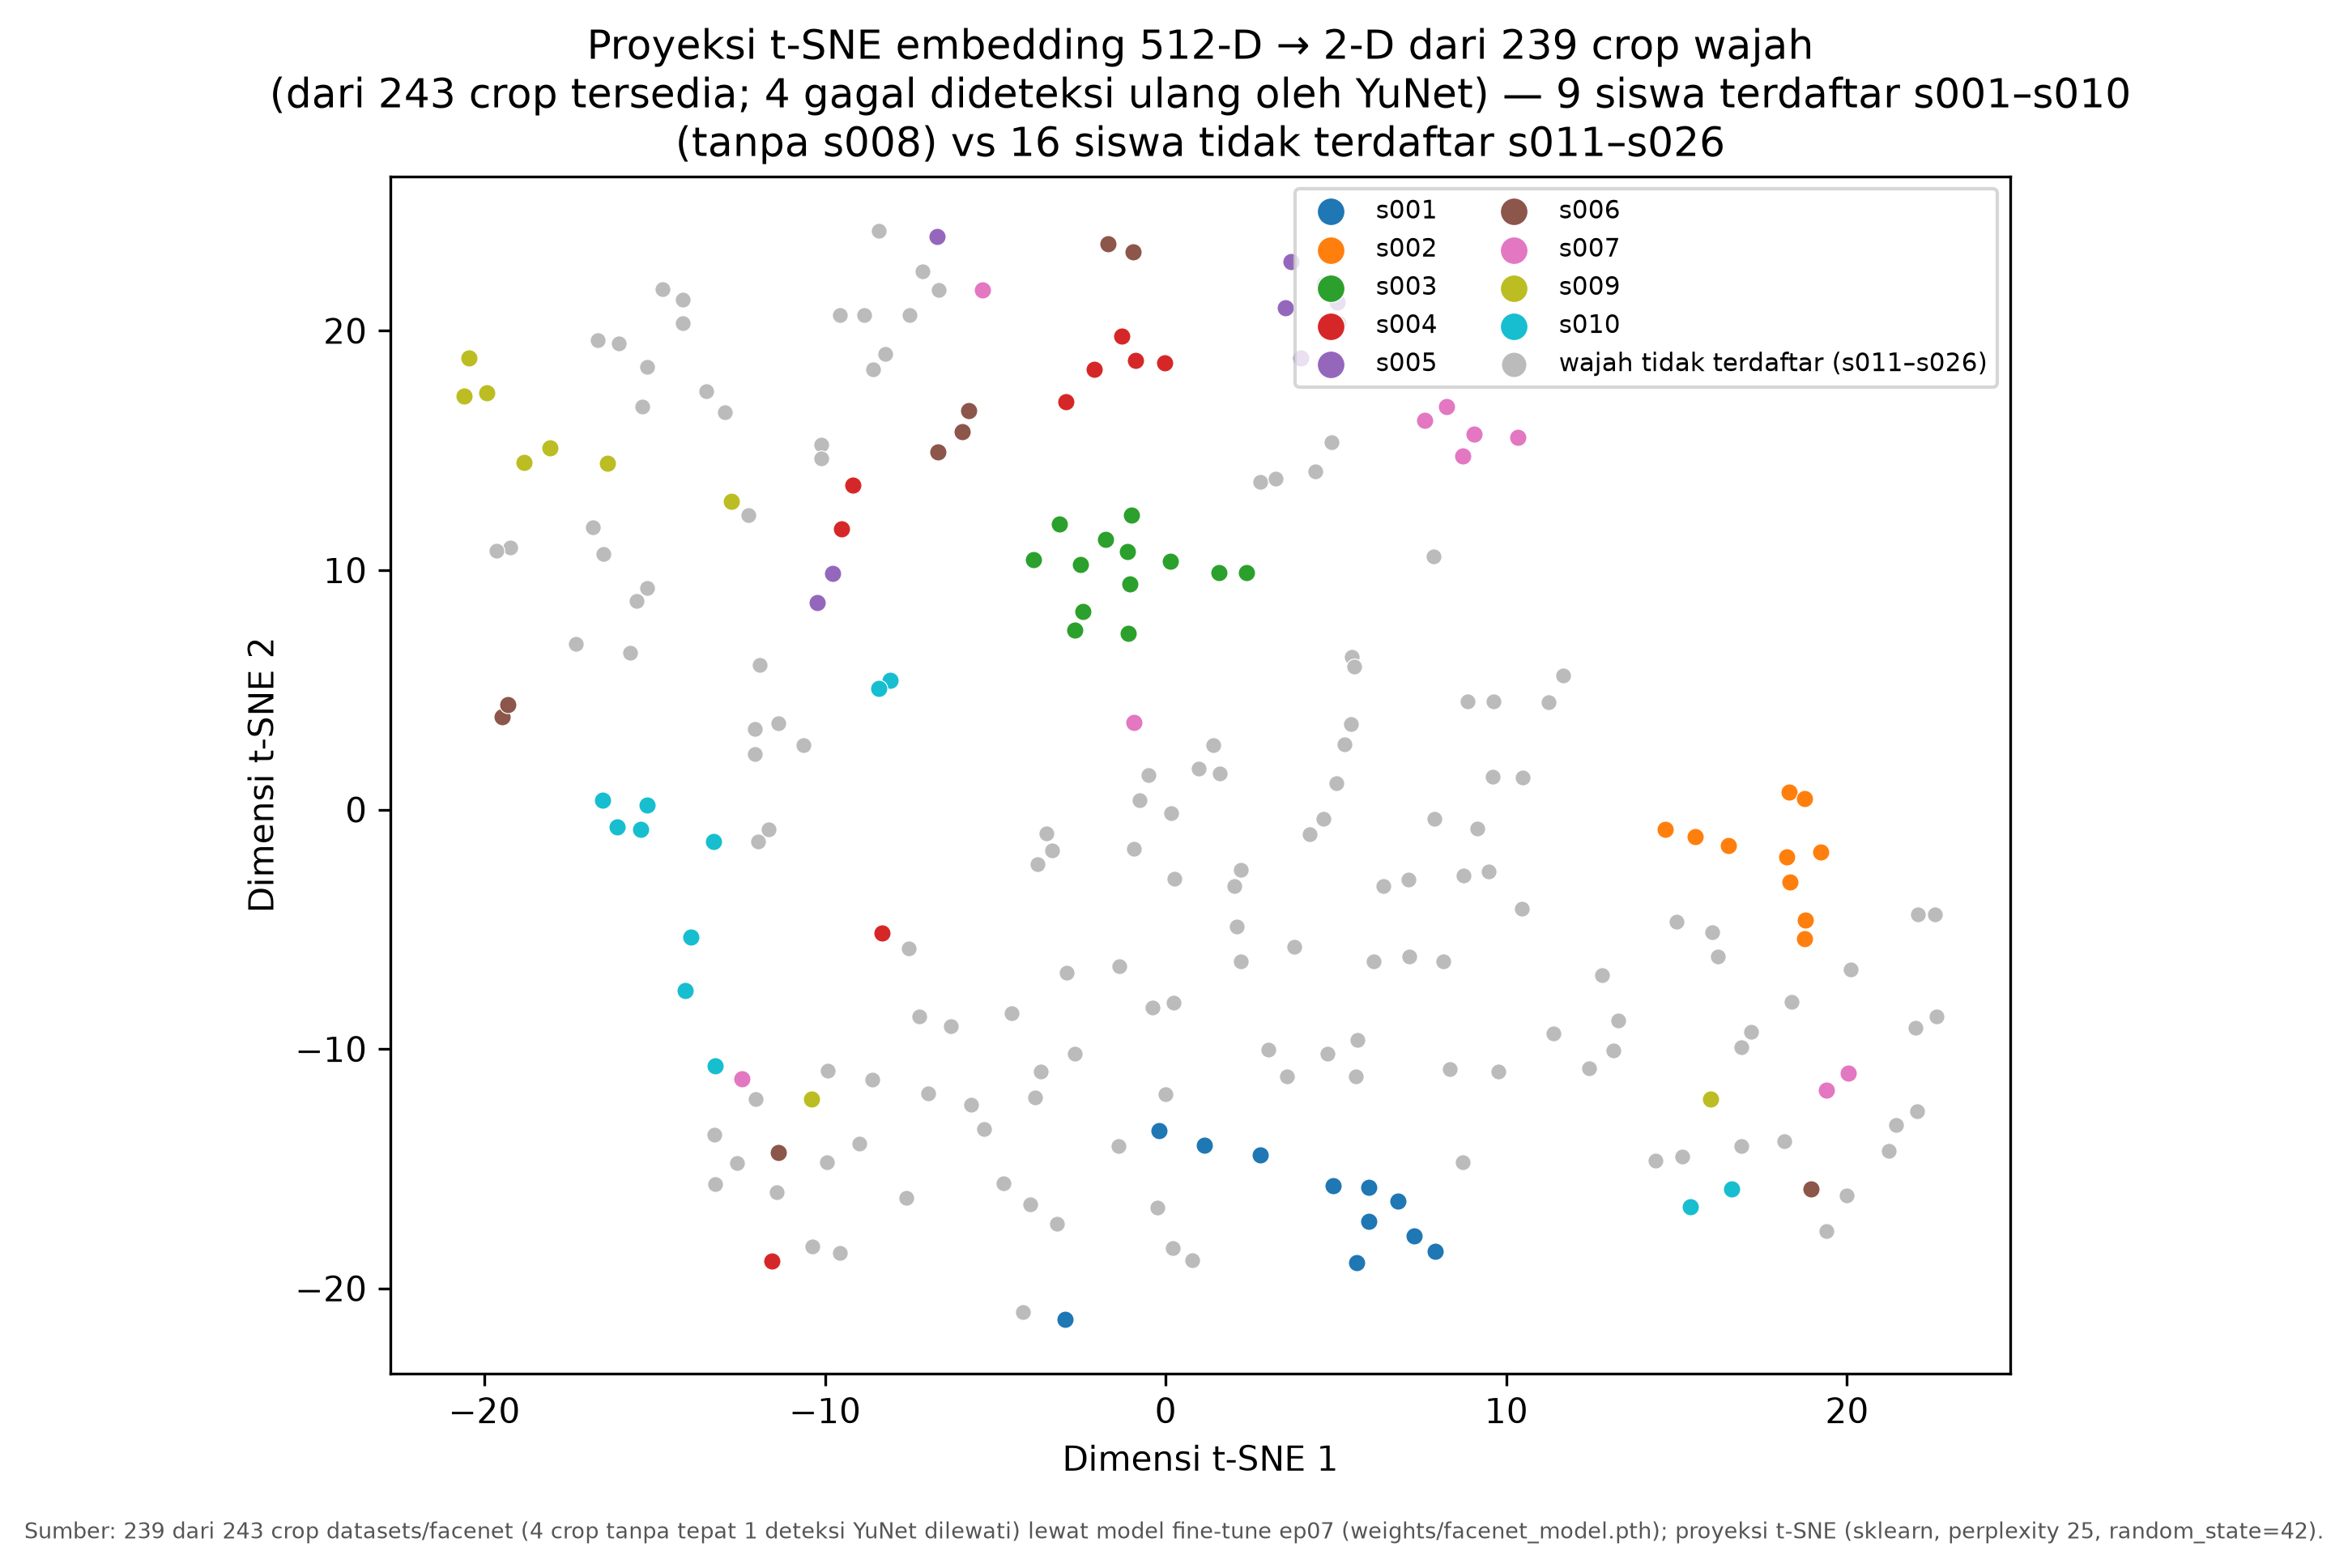 Proyeksi t-SNE embedding 512-D → 2-D dari 239 crop wajah
(dari 243 crop tersedia; 4 gagal dideteksi ulang oleh YuNet) — 9 siswa terdaftar s001–s010
(tanpa s008) vs 16 siswa tidak terdaftar s011–s026
s001
s002
s003
s004
s005
s006
s007
s009
s010
wajah tidak terdaftar (s011–s026)
Dimensi t-SNE 2
20
10
0
−10
−20
−20
−10
0
10
20
Dimensi t-SNE 1
Sumber: 239 dari 243 crop datasets/facenet (4 crop tanpa tepat 1 deteksi YuNet dilewati) lewat model fine-tune ep07 (weights/facenet_model.pth); proyeksi t-SNE (sklearn, perplexity 25, random_state=42).